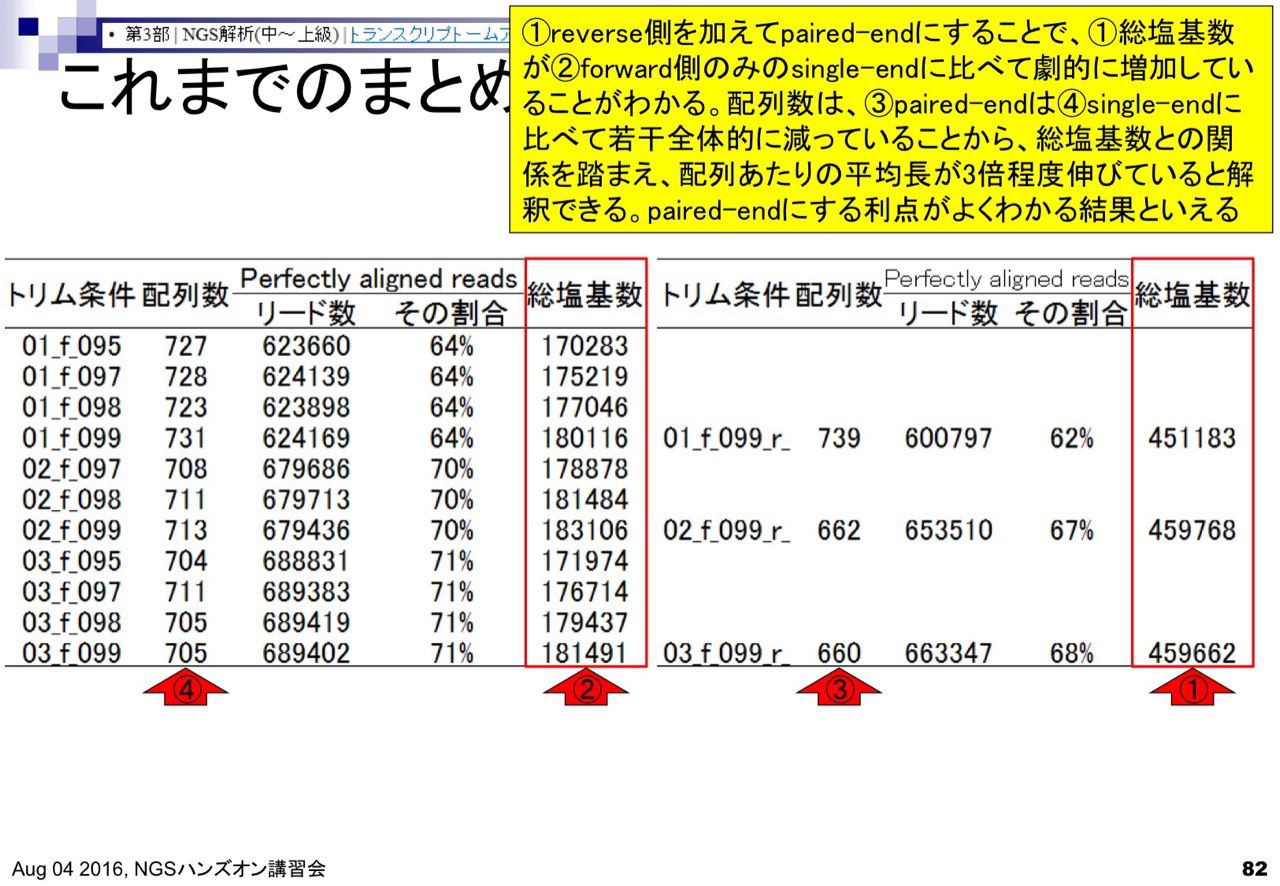 • 第3部 | NGS解析(中～上級) | トランスクリプトームア
これまでのまとめ
①reverse側を加えてpaired-endにすることで、①総塩基数
が②forward側のみのsingle-endに比べて劇的に増加してい
ることがわかる。配列数は、③paired-endは④single-endに
比べて若干全体的に減っていることから、総塩基数との関
係を踏まえ、配列あたりの平均長が3倍程度伸びていると解
釈できる。paired-endにする利点がよくわかる結果といえる
トリム条件 配列数 Perfectly aligned reads 総塩基数
リード数 その割合
01_f_095 727 623660 64% 170283
01_f_097 728 624139 64% 175219
01_f_098 723 623898 64% 177046
01_f_099 731 624169 64% 180116
02_f_097 708 679686 70% 178878
02_f_098 711 679713 70% 181484
02_f_099 713 679436 70% 183106
03_f_095 704 688831 71% 171974
03_f_097 711 689383 71% 176714
03_f_098 705 689419 71% 179437
03_f_099 705 689402 71% 181491
④ ②
トリム条件 配列数 Perfectly aligned reads 総塩基数
リード数 その割合
01_f_099_r_ 739 600797 62% 451183
02_f_099_r_ 662 653510 67% 459768
03_f_099_r_ 660 663347 68% 459662
③ ①
Aug 04 2016, NGSハンズオン講習会
82